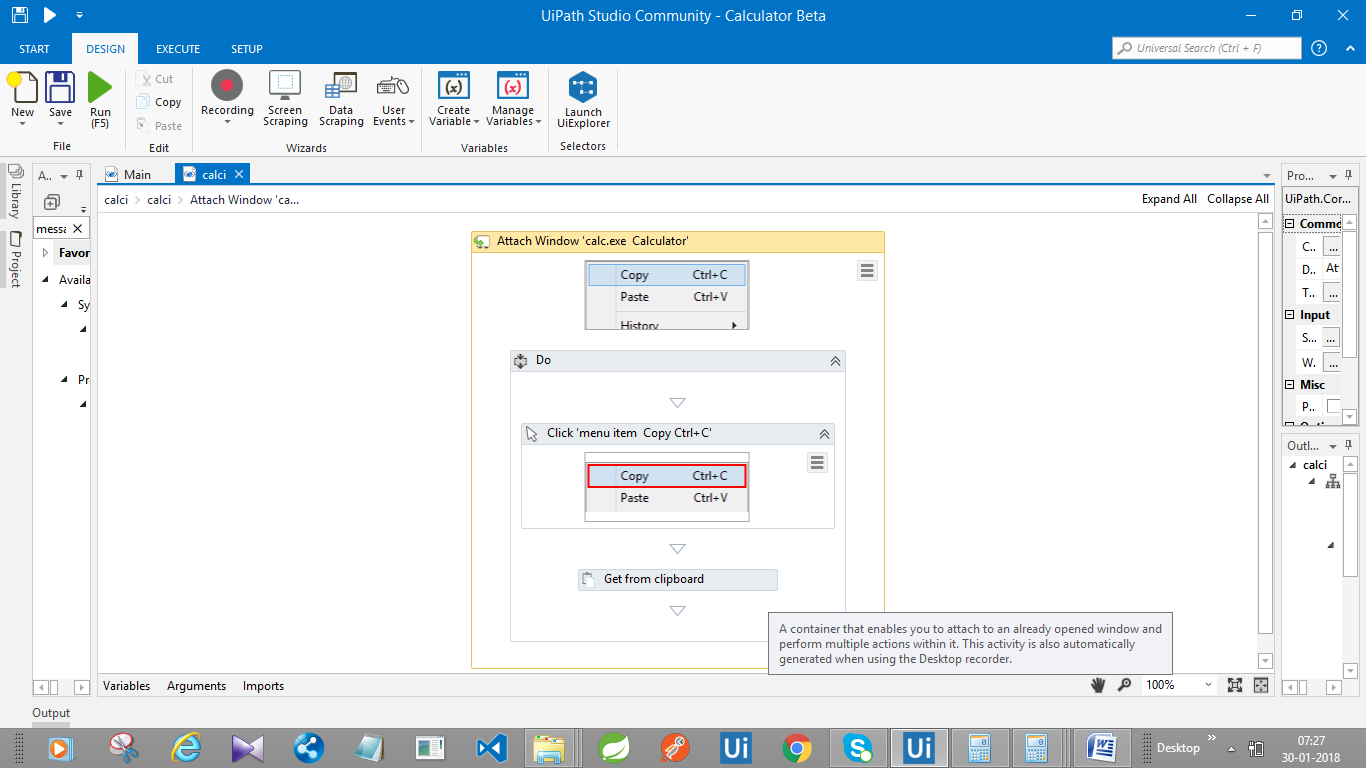 UiPath Studio Community - Calculator Beta
START DESIGN EXECUTE SETUP
Universal Search (Ctrl + F)
New
Save
Run
(F5)
File
Cut
Copy
Paste
Edit
Recording
Screen
Scraping
Data
Scraping
User
Events
Wizards
Create
Variable
Manage
Variables
Variables
Launch
UiExplorer
Selectors
Library
Project
A..
messa
Favor
Availa
Sy
Pr
Main
calci
calci calci Attach Window 'ca...
Expand All Collapse All
Attach Window 'calc.exe Calculator'
Copy Ctrl+C
Paste Ctrl+V
History
Do
Click 'menu item Copy Ctrl+C'
Copy Ctrl+C
Paste Ctrl+V
Get from clipboard
A container that enables you to attach to an already opened window and
perform multiple actions within it. This activity is also automatically
generated when using the Desktop recorder.
Pro...
UiPath.Cor...
Commo
C.. ...
D.. At
T... ...
Input
S... ...
W. ...
Misc
P..
Outl...
calci
Variables Arguments Imports
100%
Output
Ui
Ui
Desktop
07:27
30-01-2018